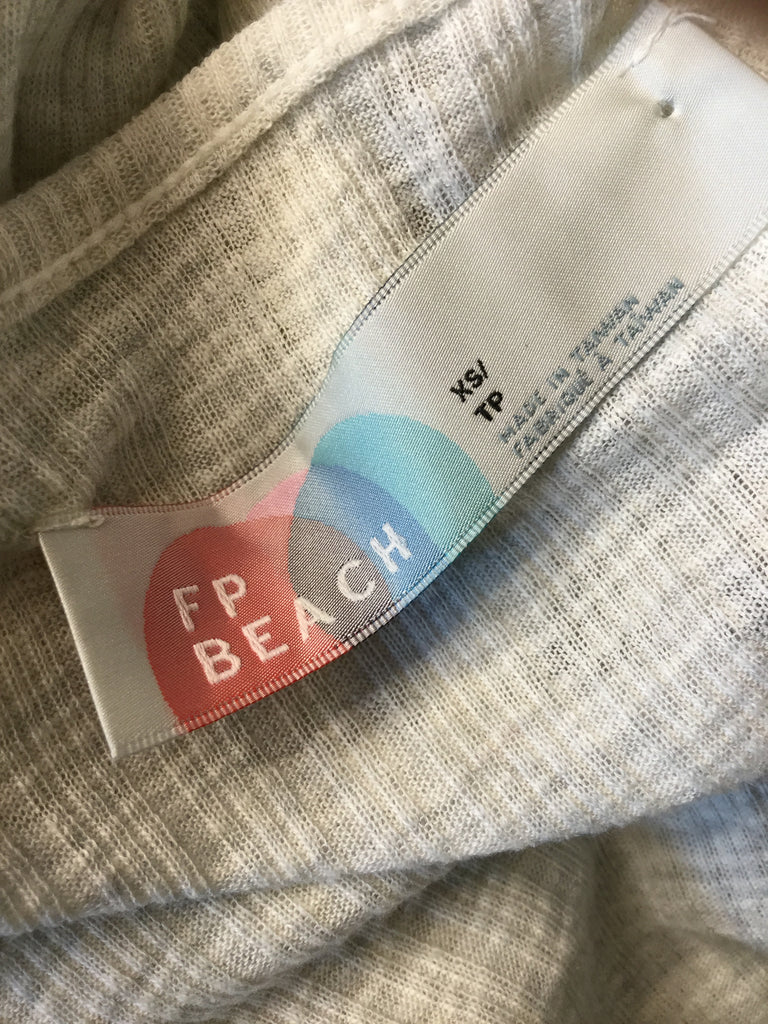 FP
BEACH
XS/
TP
MADE IN TAIWAN
FABRIQUÉ À TAIWAN